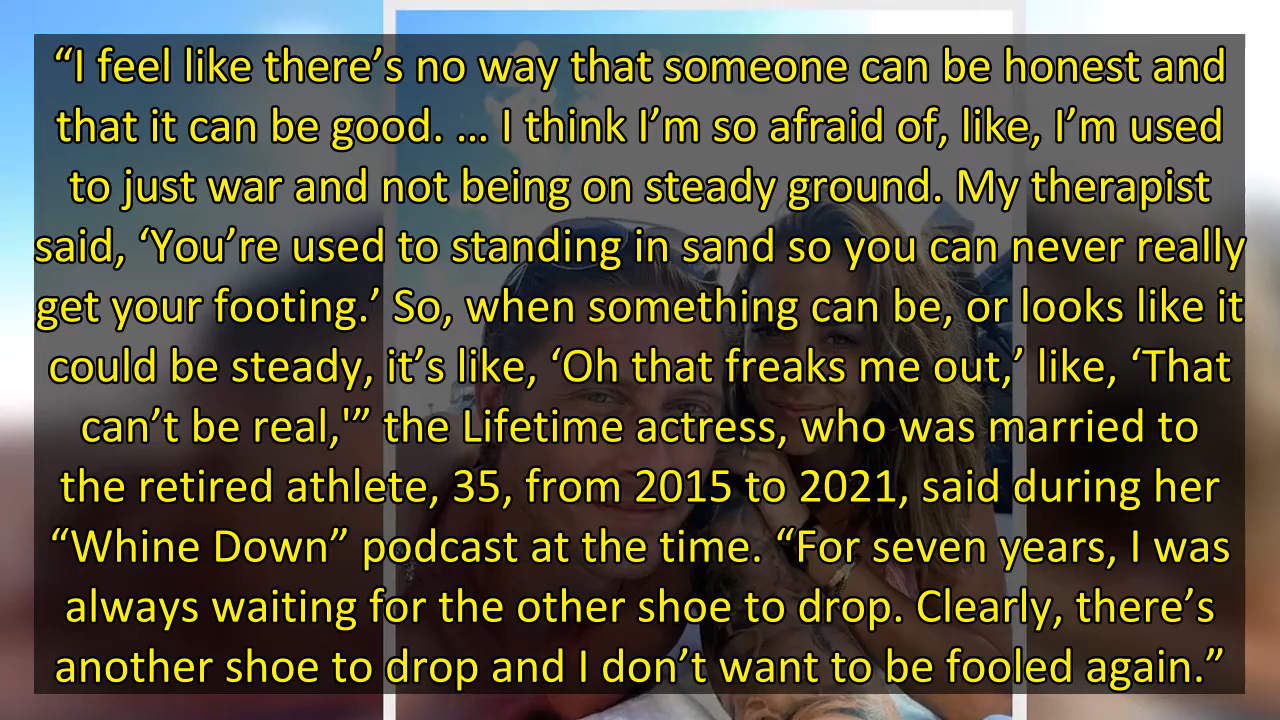 “I feel like there’s no way that someone can be honest and
that it can be good. … I think I’m so afraid of, like, I’m used
to just war and not being on steady ground. My therapist
said, ‘You’re used to standing in sand so you can never really
get your footing.’ So, when something can be, or looks like it
could be steady, it’s like, ‘Oh that freaks me out,’ like, ‘That
can’t be real,'” the Lifetime actress, who was married to
the retired athlete, 35, from 2015 to 2021, said during her
“Whine Down” podcast at the time. “For seven years, I was
always waiting for the other shoe to drop. Clearly, there’s
another shoe to drop and I don’t want to be fooled again.”